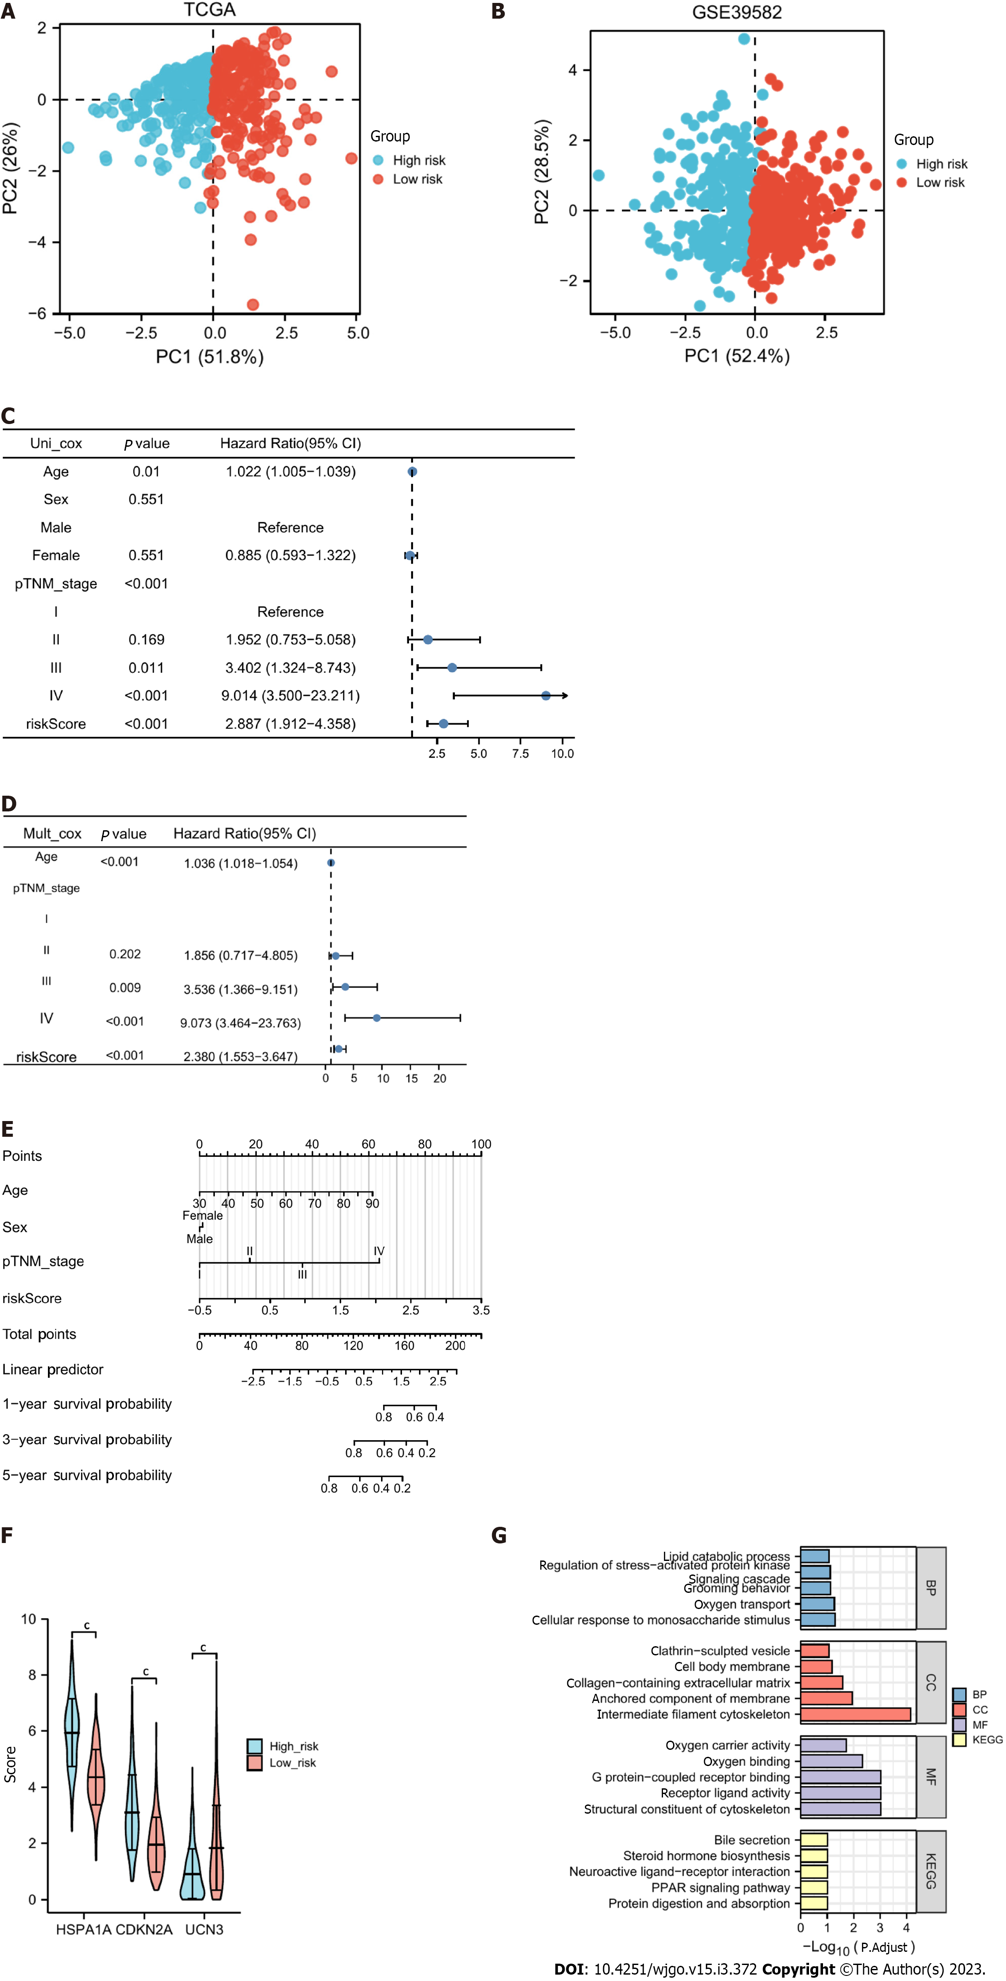 A
TCGA
2
0
−2
−4
−6
PC2 (26%)
−5.0 −2.5 0.0 2.5 5.0
PC1 (51.8%)
Group
High risk
Low risk
B
GSE39582
4
2
0
−2
PC2 (28.5%)
−5.0 −2.5 0.0 2.5
PC1 (52.4%)
Group
High risk
Low risk
C
Uni_cox P value Hazard Ratio(95% CI)
Age 0.01 1.022 (1.005−1.039)
Sex 0.551
Male Reference
Female 0.551 0.885 (0.593−1.322)
pTNM_stage <0.001
I Reference
II 0.169 1.952 (0.753−5.058)
III 0.011 3.402 (1.324−8.743)
IV <0.001 9.014 (3.500−23.211)
riskScore <0.001 2.887 (1.912−4.358)
2.5 5.0 7.5 10.0
D
Mult_cox P value Hazard Ratio(95% CI)
Age <0.001 1.036 (1.018−1.054)
pTNM_stage
I
II 0.202 1.856 (0.717−4.805)
III 0.009 3.536 (1.366−9.151)
IV <0.001 9.073 (3.464−23.763)
riskScore <0.001 2.380 (1.553−3.647)
0 5 10 15 20
E
0 20 40 60 80 100
Points
Age
30 40 50 60 70 80 90
Female
Sex
Male
II IV
pTNM_stage
I III
riskScore
−0.5 0.5 1.5 2.5 3.5
Total points
0 40 80 120 160 200
Linear predictor
−2.5 −1.5 −0.5 0.5 1.5 2.5
1−year survival probability
0.8 0.6 0.4
3−year survival probability
0.8 0.6 0.4 0.2
5−year survival probability
0.8 0.6 0.4 0.2
F
10
8
6
4
2
0
Score
c c c
HSPA1A CDKN2A UCN3
High_risk
Low_risk
G
Lipid catabolic process
Regulation of stress−activated protein kinase
Signaling cascade
Grooming behavior
Oxygen transport
Cellular response to monosaccharide stimulus
BP
Clathrin−sculpted vesicle
Cell body membrane
Collagen−containing extracellular matrix
Anchored component of membrane
Intermediate filament cytoskeleton
CC
Oxygen carrier activity
Oxygen binding
G protein−coupled receptor binding
Receptor ligand activity
Structural constituent of cytoskeleton
MF
Bile secretion
Steroid hormone biosynthesis
Neuroactive ligand−receptor interaction
PPAR signaling pathway
Protein digestion and absorption
KEGG
0 1 2 3 4
−Log10 ( P.Adjust )
BP
CC
MF
KEGG
DOI: 10.4251/wjgo.v15.i3.372 Copyright ©The Author(s) 2023.